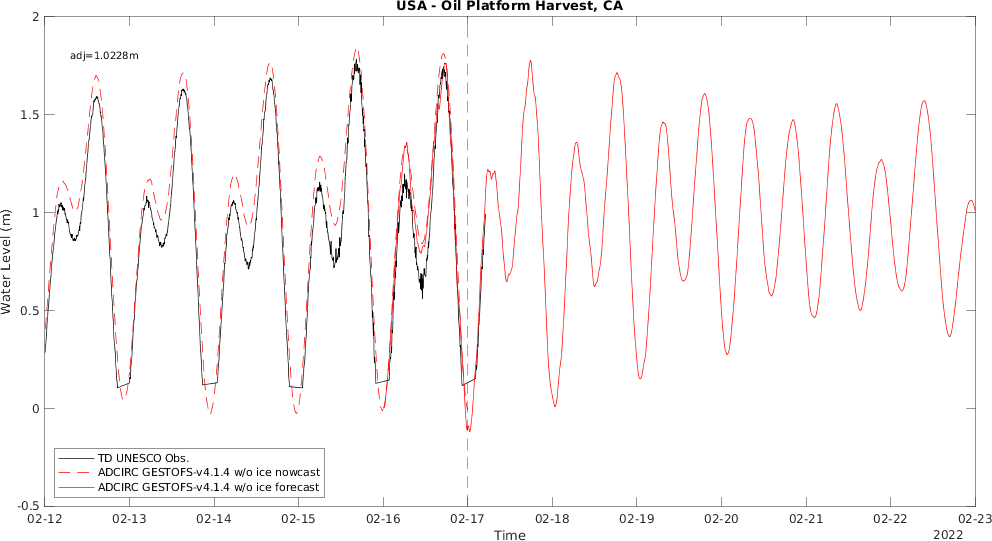 USA - Oil Platform Harvest, CA
adj=1.0228m
Water Level (m)
2
1.5
1
0.5
0
-0.5
TD UNESCO Obs.
ADCIRC GESTOFS-v4.1.4 w/o ice nowcast
ADCIRC GESTOFS-v4.1.4 w/o ice forecast
02-12 02-13 02-14 02-15 02-16 02-17 02-18 02-19 02-20 02-21 02-22 02-23
Time
2022